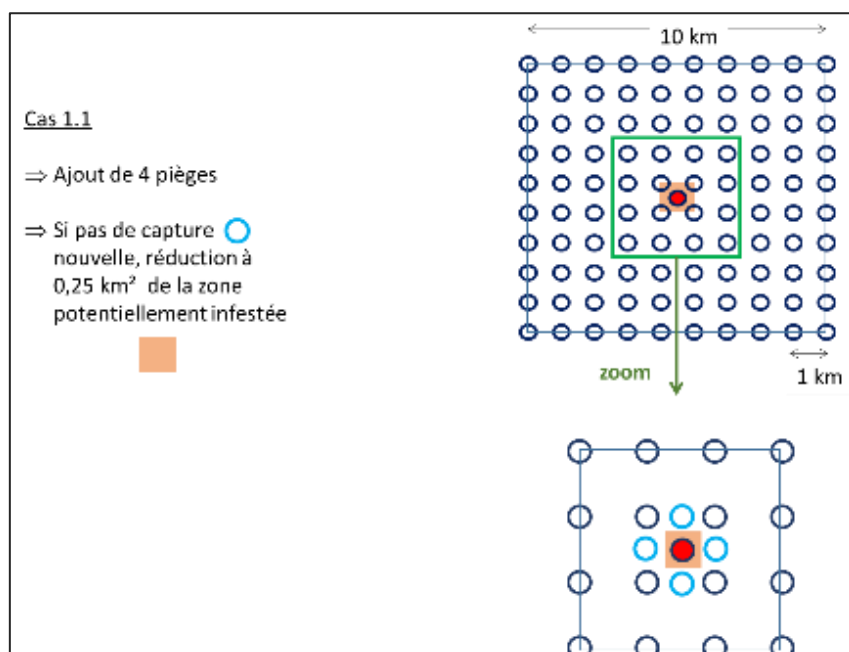 10 km
Cas 1.1
⇒ Ajout de 4 pièges
⇒ Si pas de capture
nouvelle, réduction à
0,25 km² de la zone
potentiellement infestée
zoom
1 km